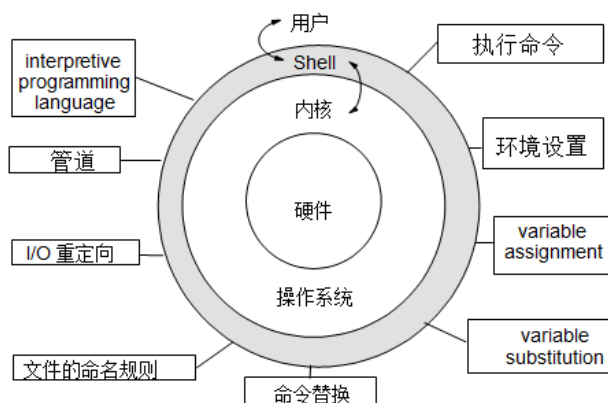 用户
interpretive
programming
language
Shell
执行命令
内核
管道
环境设置
硬件
I/O 重定向
variable
assignment
操作系统
variable
substitution
文件的命名规则
命令替换